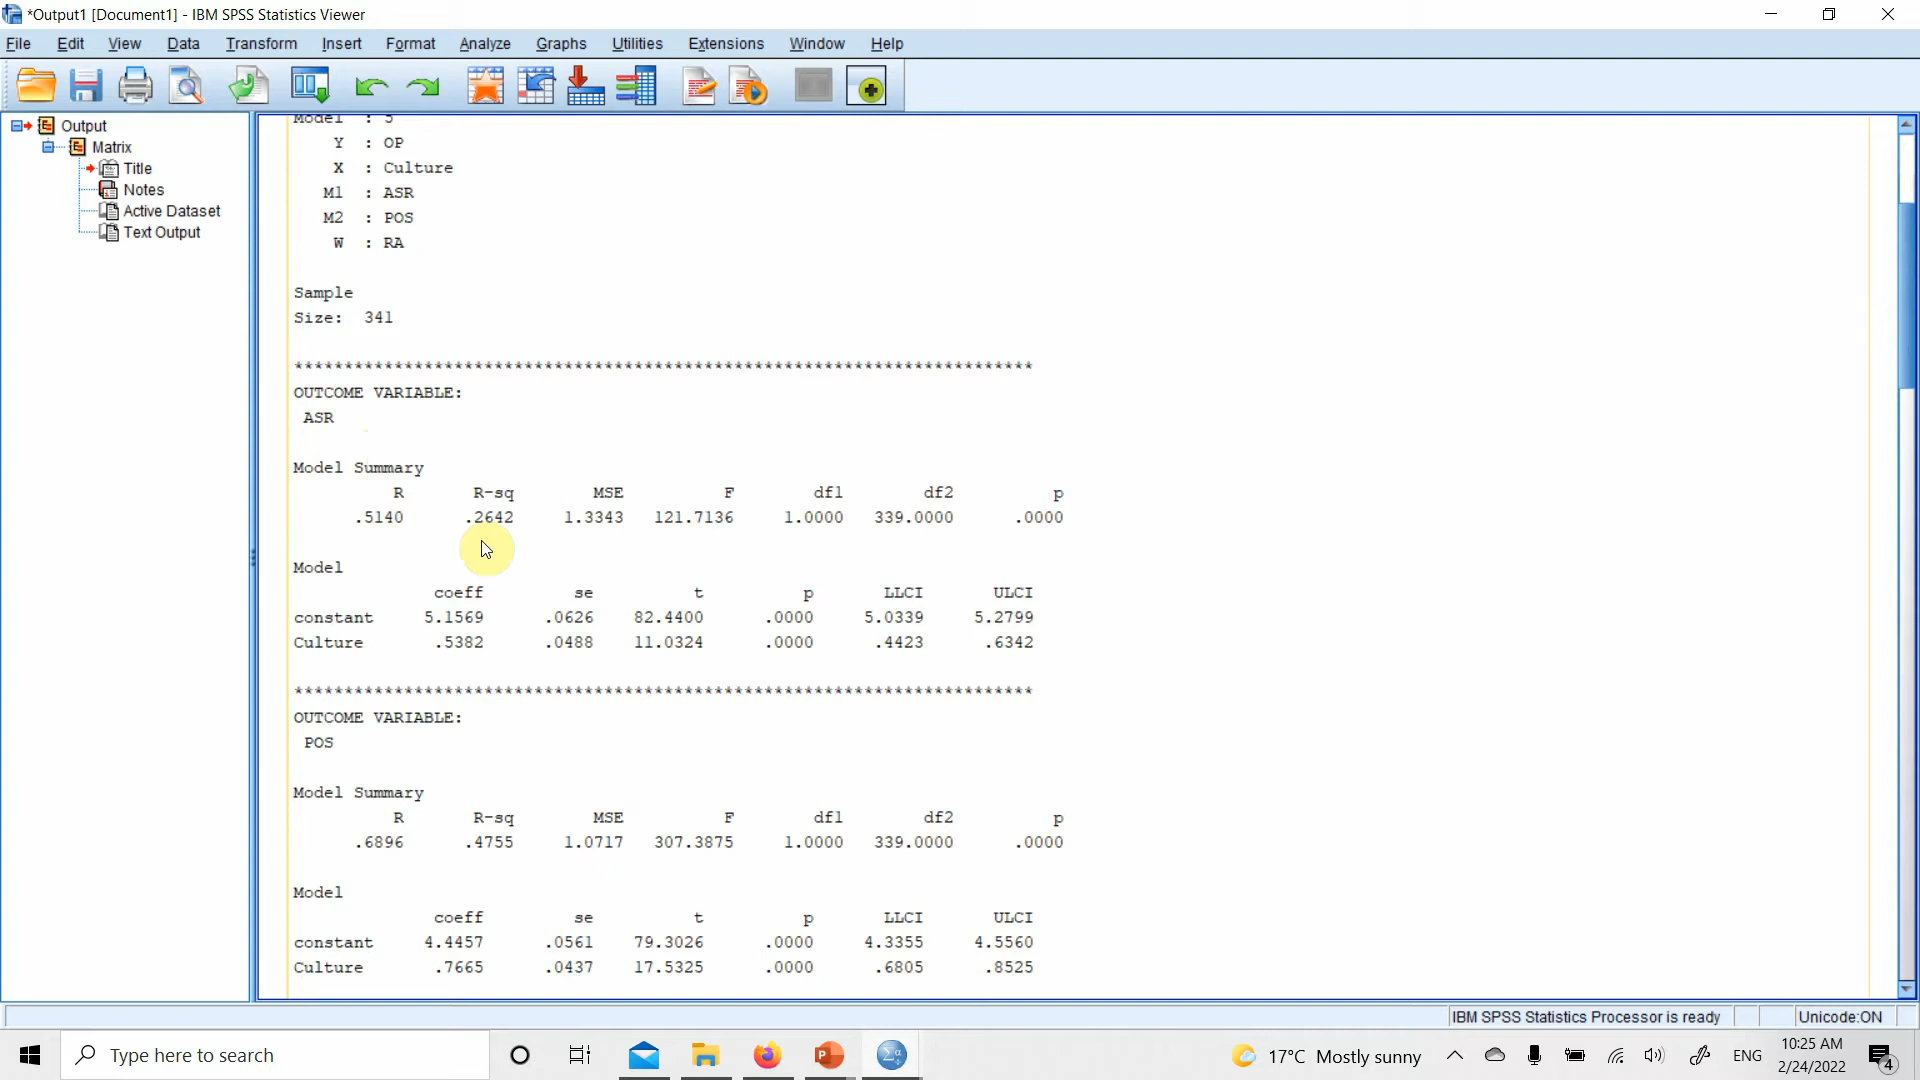 *Output1 [Document1] - IBM SPSS Statistics Viewer
File Edit View Data Transform Insert Format Analyze Graphs Utilities Extensions Window Help
Output
Matrix
Title
Notes
Active Dataset
Text Output
Model : 5
Y : OP
X : Culture
M1 : ASR
M2 : POS
W : RA
Sample
Size: 341
**************************************************************************
OUTCOME VARIABLE:
ASR
Model Summary
R R-sq MSE F df1 df2 p
.5140 .2642 1.3343 121.7136 1.0000 339.0000 .0000
Model
coeff se t p LLCI ULCI
constant 5.1569 .0626 82.4400 .0000 5.0339 5.2799
Culture .5382 .0488 11.0324 .0000 .4423 .6342
**************************************************************************
OUTCOME VARIABLE:
POS
Model Summary
R R-sq MSE F df1 df2 p
.6896 .4755 1.0717 307.3875 1.0000 339.0000 .0000
Model
coeff se t p LLCI ULCI
constant 4.4457 .0561 79.3026 .0000 4.3355 4.5560
Culture .7665 .0437 17.5325 .0000 .6805 .8525
IBM SPSS Statistics Processor is ready Unicode:ON
Type here to search
17°C Mostly sunny
ENG
10:25 AM
2/24/2022
4